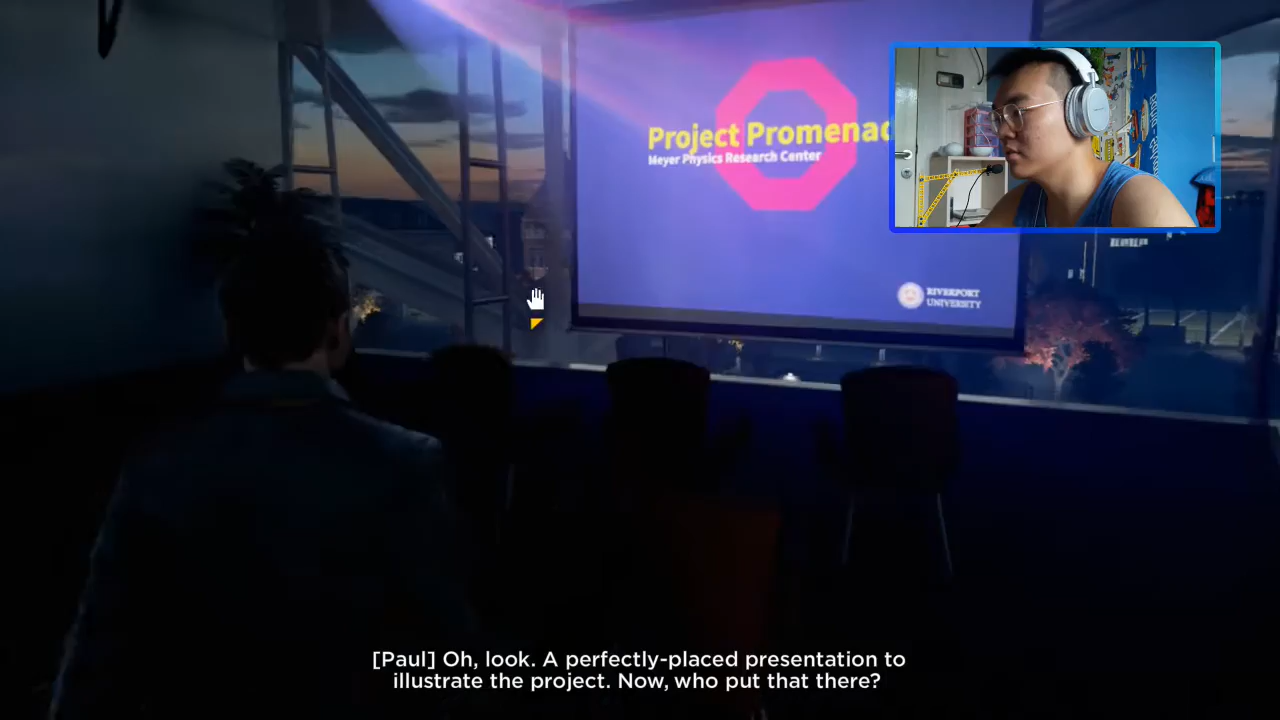 Project Promenad
Meyer Physics Research Center
RIVERPORT
UNIVERSITY
[Paul] Oh, look. A perfectly-placed presentation to
illustrate the project. Now, who put that there?